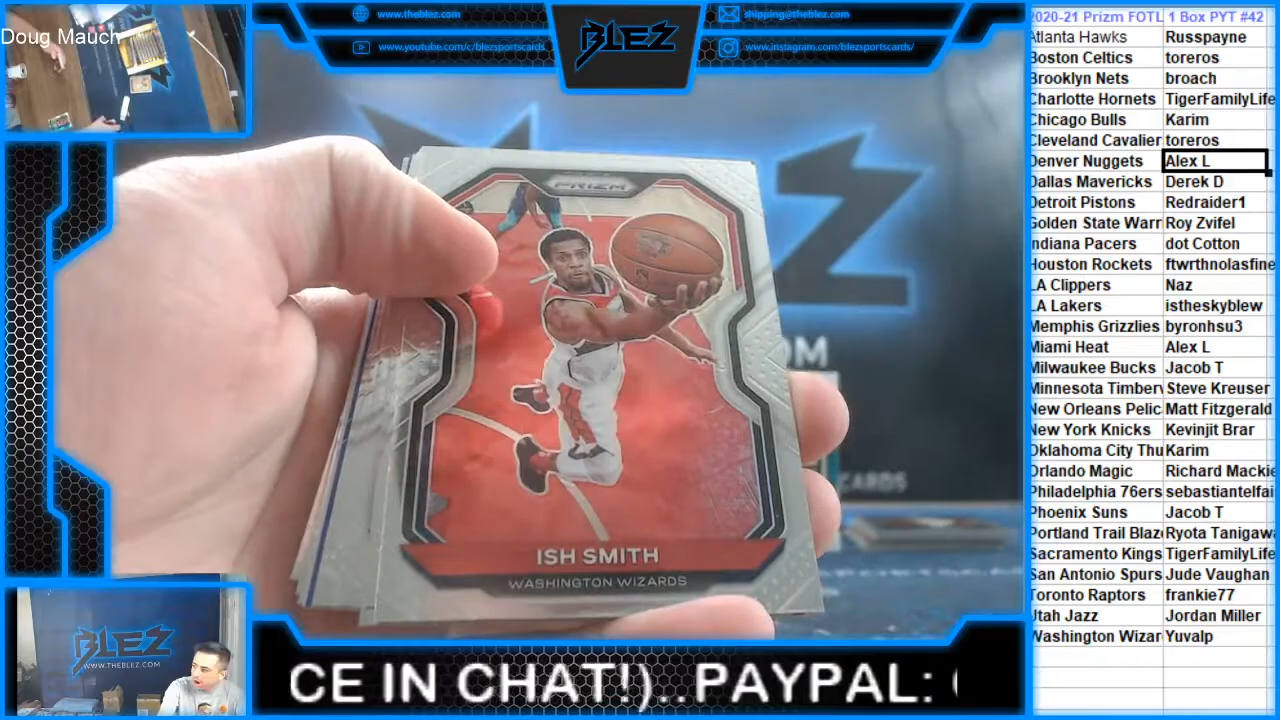 Doug Mauch
www.theblez.com
shipping@theblez.com
www.youtube.com/c/blezsportscards
www.instagram.com/blezsportscards/
BLEZ
2020-21 Prizm FOTL 1 Box PYT #42
Atlanta Hawks Russpayne
Boston Celtics toreros
Brooklyn Nets broach
Charlotte Hornets TigerFamilyLife
Chicago Bulls Karim
Cleveland Cavalier toreros
Denver Nuggets Alex L
Dallas Mavericks Derek D
Detroit Pistons Redraider1
Golden State Warr Roy Zvifel
Indiana Pacers dot Cotton
Houston Rockets ftwrthnolasfine
LA Clippers Naz
LA Lakers istheskyblew
Memphis Grizzlies byronhsu3
Miami Heat Alex L
Milwaukee Bucks Jacob T
Minnesota Timberv Steve Kreuser
New Orleans Pelic Matt Fitzgerald
New York Knicks Kevinjit Brar
Oklahoma City Thu Karim
Orlando Magic Richard Mackie
Philadelphia 76ers sebastiantelfai
Phoenix Suns Jacob T
Portland Trail Blaze Ryota Tanigawa
Sacramento Kings TigerFamilyLife
San Antonio Spurs Jude Vaughan
Toronto Raptors frankie77
Utah Jazz Jordan Miller
Washington Wizar Yuvalp
PRIZM
ISH SMITH
WASHINGTON WIZARDS
EZ
OM
CARDS
BLEZ
WWW.THEBLEZ.COM
CE IN CHAT!)..PAYPAL: